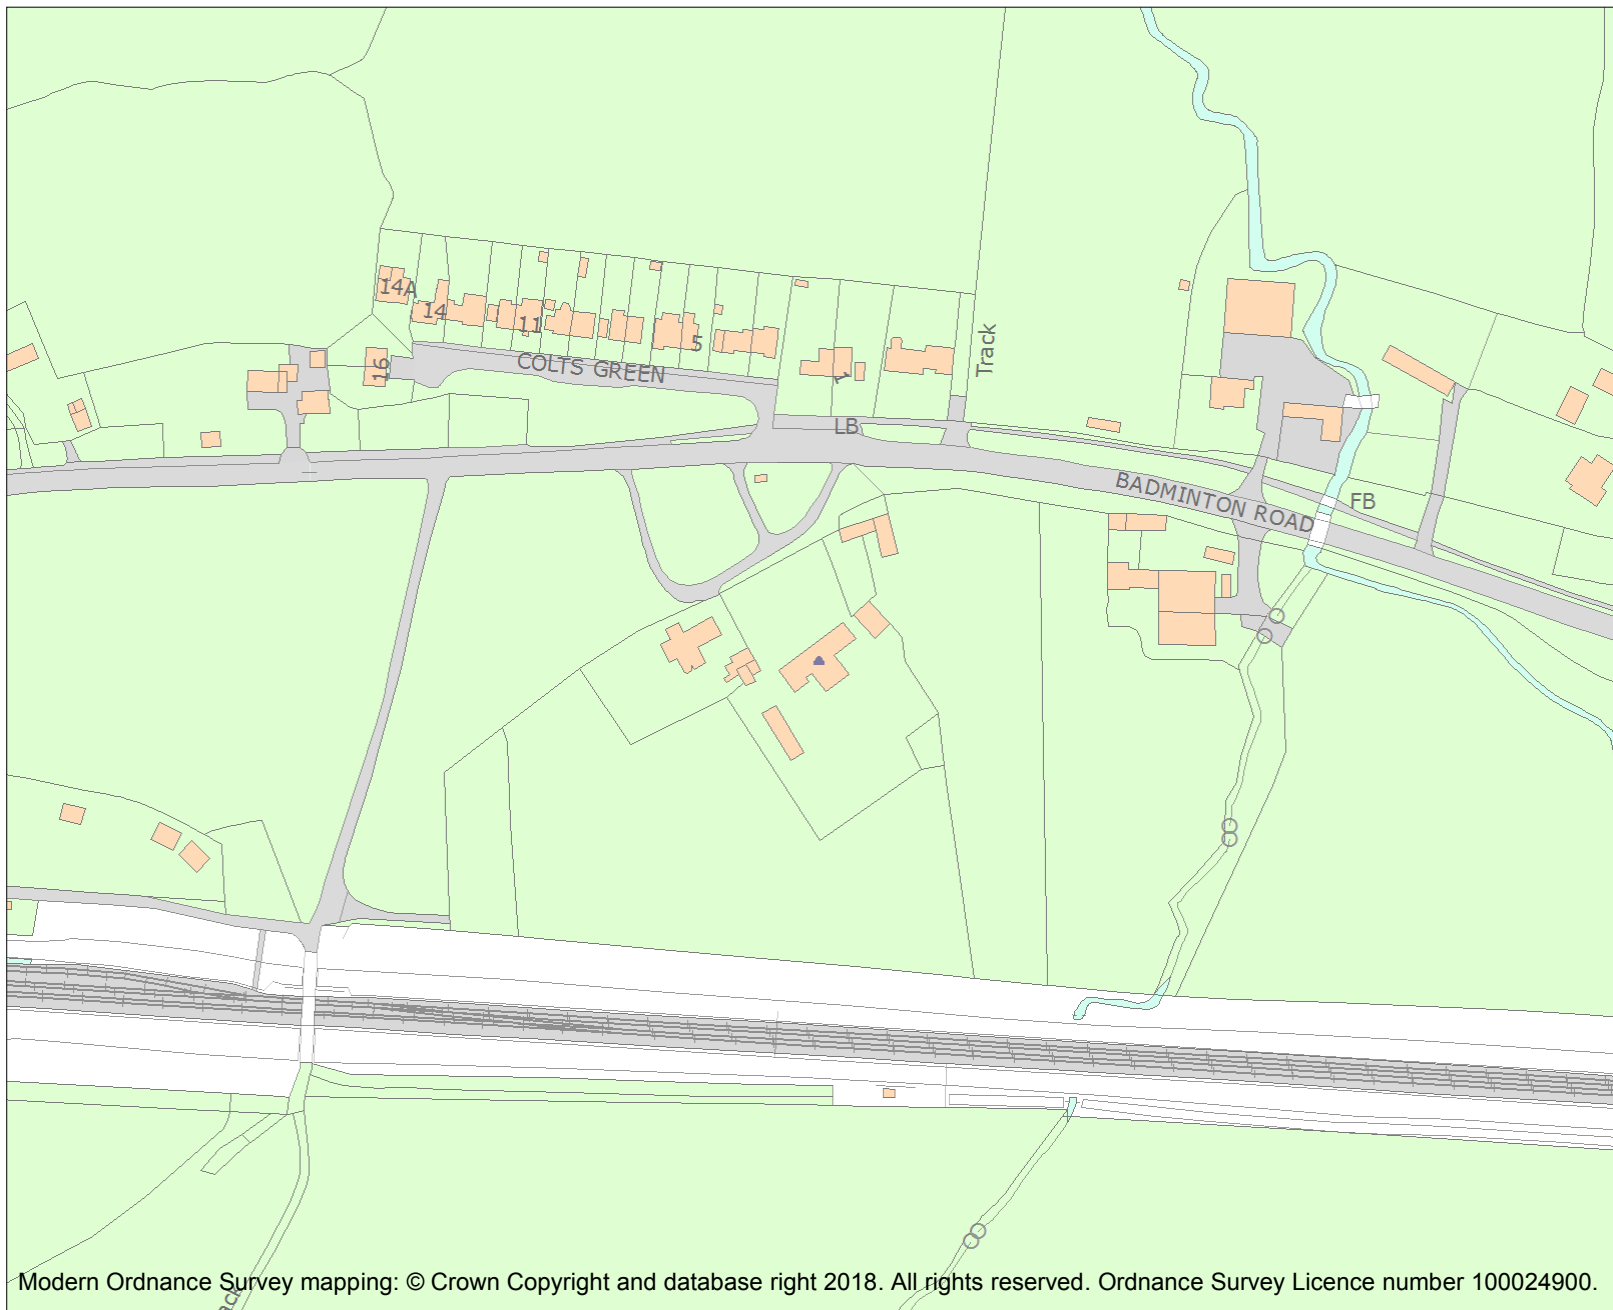 14A
14
11
5
16
COLTS GREEN
1
Track
LB
BADMINTON ROAD
FB
Modern Ordnance Survey mapping: © Crown Copyright and database right 2018. All rights reserved. Ordnance Survey Licence number 100024900.